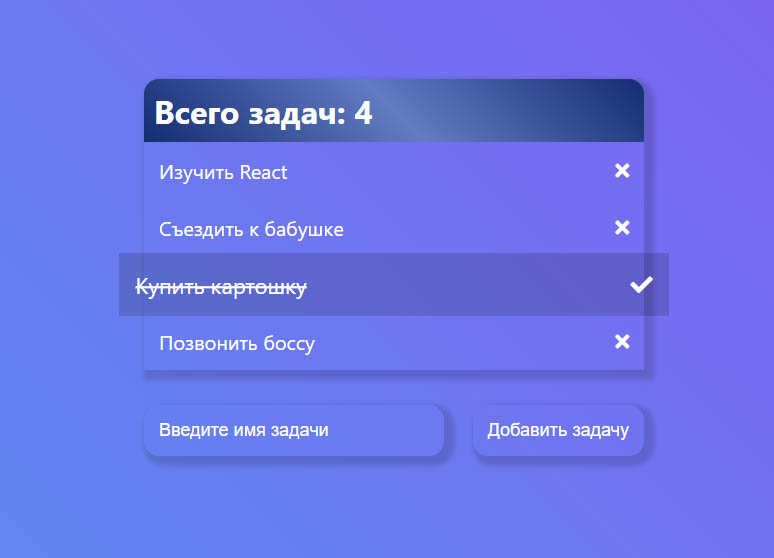 Всего задач: 4
Изучить React
Съездить к бабушке
Купить картошку
Позвонить боссу
Введите имя задачи
Добавить задачу